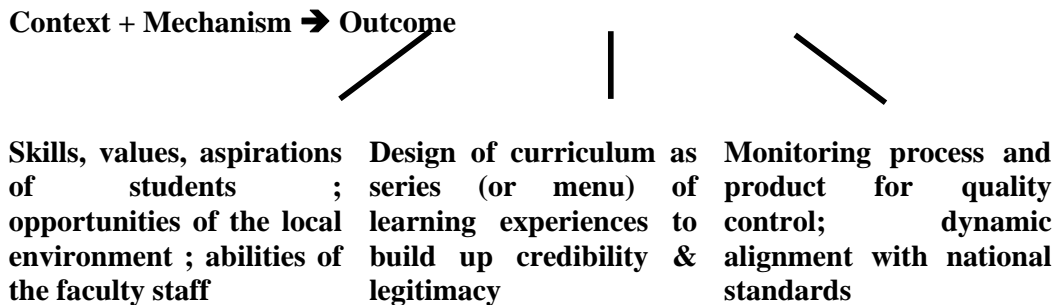 Context + Mechanism 🡺 Outcome
Skills, values, aspirations
of students ;
opportunities of the local
environment ; abilities of
the faculty staff
Design of curriculum as
series (or menu) of
learning experiences to
build up credibility &
legitimacy
Monitoring process and
product for quality
control; dynamic
alignment with national
standards